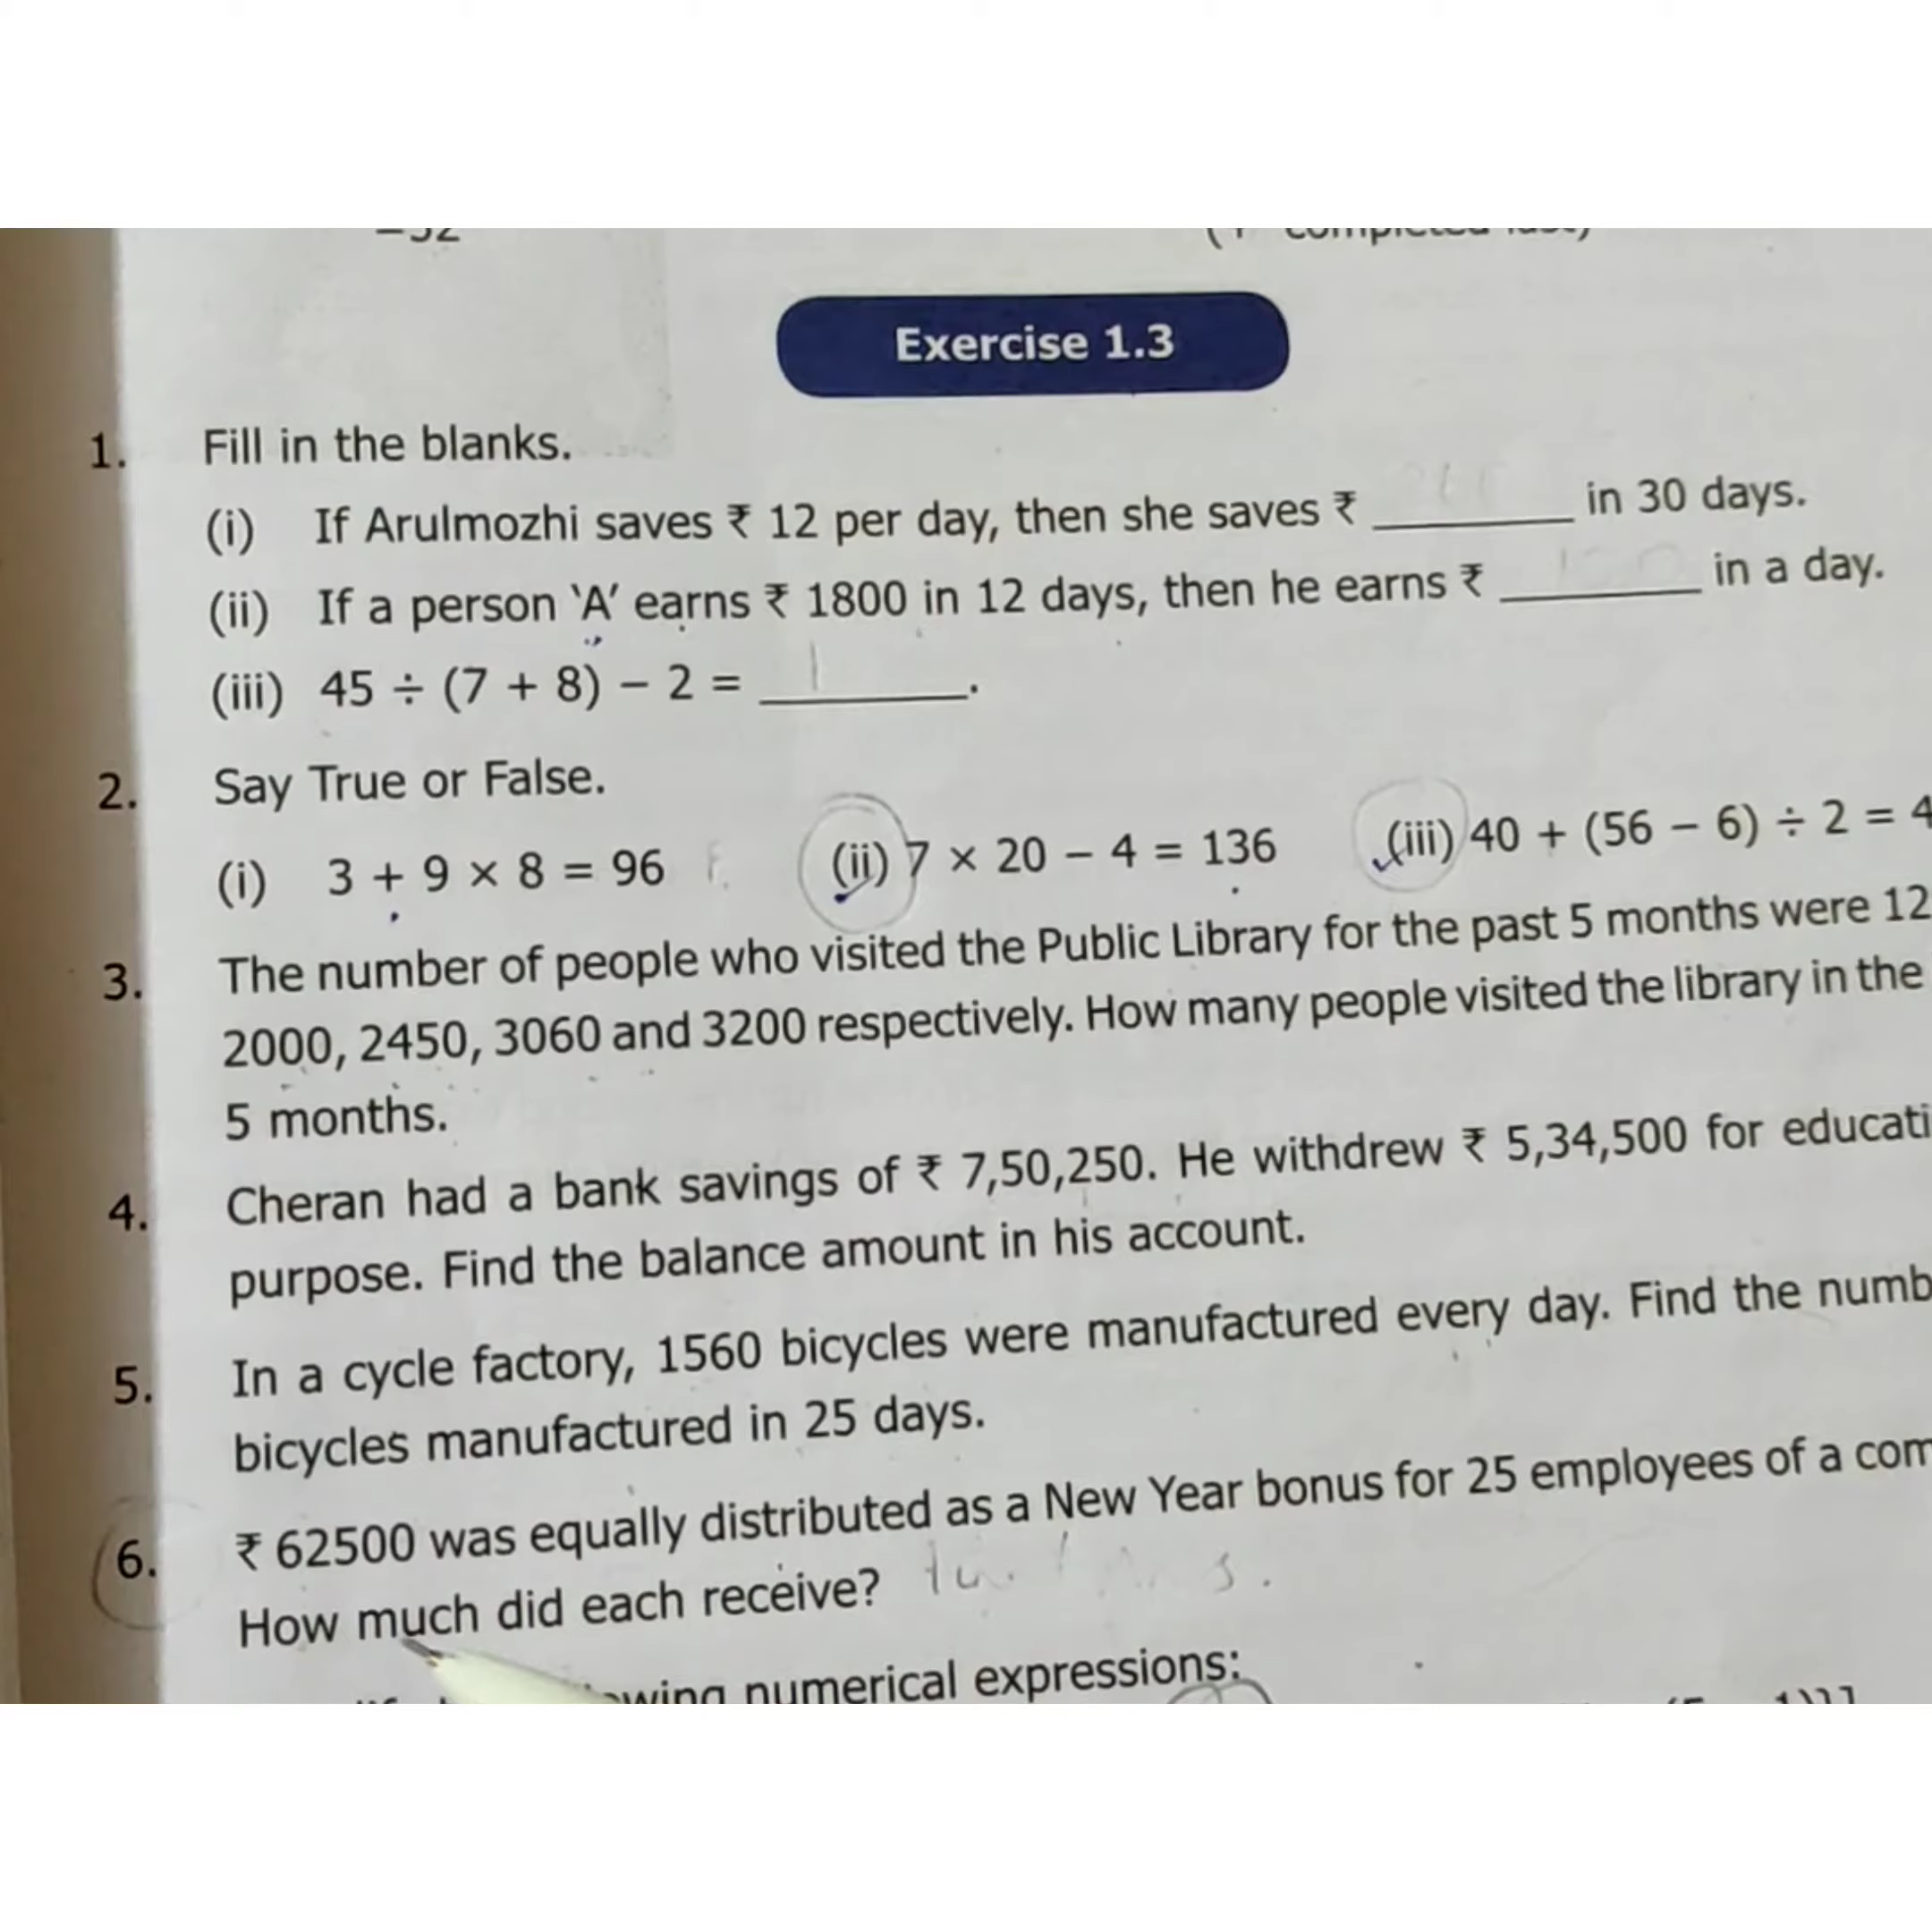 Exercise 1.3
1. Fill in the blanks.
(i) If Arulmozhi saves ₹ 12 per day, then she saves ₹ ________ in 30 days.
(ii) If a person ‘A’ earns ₹ 1800 in 12 days, then he earns ₹ ________ in a day.
(iii) 45 ÷ (7 + 8) − 2 = ________.
2. Say True or False.
(i) 3 + 9 × 8 = 96 F. (ii) 7 × 20 − 4 = 136 (iii) 40 + (56 − 6) ÷ 2 = 4
3. The number of people who visited the Public Library for the past 5 months were 12
2000, 2450, 3060 and 3200 respectively. How many people visited the library in the
5 months.
4. Cheran had a bank savings of ₹ 7,50,250. He withdrew ₹ 5,34,500 for educati
purpose. Find the balance amount in his account.
5. In a cycle factory, 1560 bicycles were manufactured every day. Find the numb
bicycles manufactured in 25 days.
6. ₹ 62500 was equally distributed as a New Year bonus for 25 employees of a com
How much did each receive?
numerical expressions: